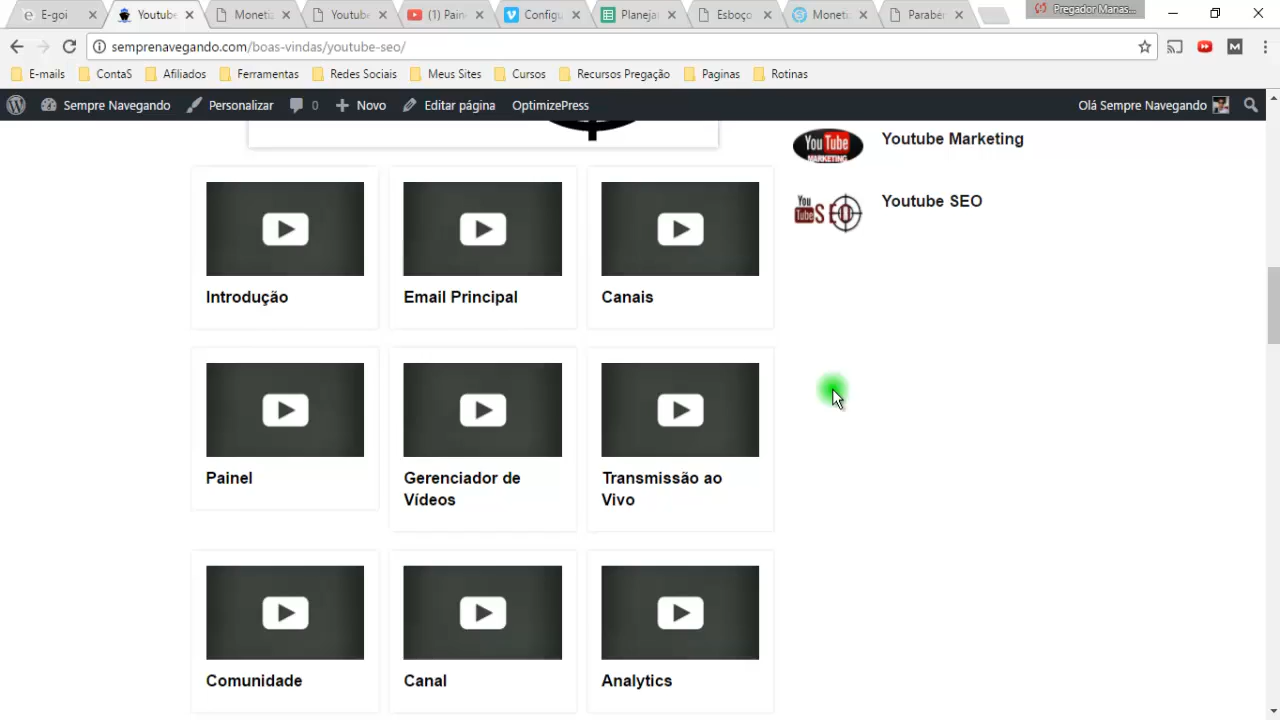 E-goi
Youtube
Moneti
Youtube
(1) Pain
Config
Planeja
Esboço
Moneti
Parabé
Pregador Manas...
semprenavegando.com/boas-vindas/youtube-seo/
E-mails
ContaS
Afiliados
Ferramentas
Redes Sociais
Meus Sites
Cursos
Recursos Pregação
Paginas
Rotinas
Sempre Navegando
Personalizar
0
Novo
Editar página
OptimizePress
Olá Sempre Navegando
You Tube
MARKETING
Youtube Marketing
You
Tube SEO
Youtube SEO
Introdução
Email Principal
Canais
Painel
Gerenciador de
Vídeos
Transmissão ao
Vivo
Comunidade
Canal
Analytics